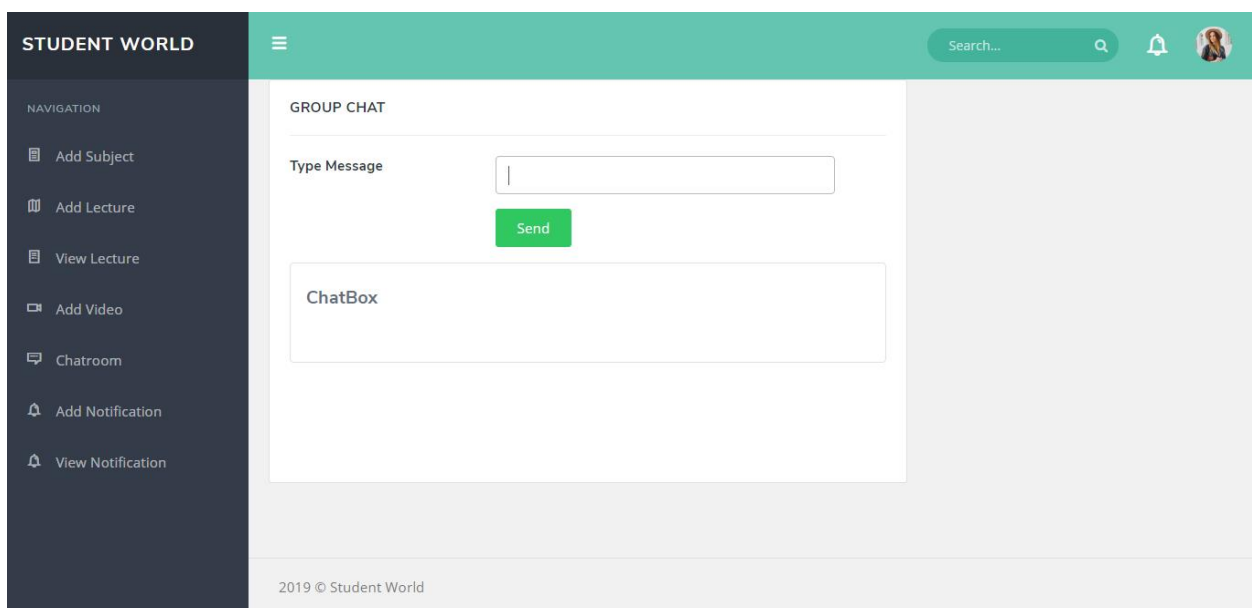 STUDENT WORLD
Search...
NAVIGATION
Add Subject
Add Lecture
View Lecture
Add Video
Chatroom
Add Notification
View Notification
GROUP CHAT
Type Message
Send
ChatBox
2019 © Student World